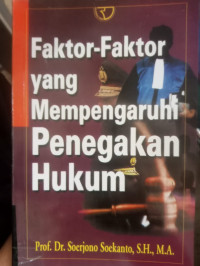 Faktor-Faktor
yang
Mempengaruhi
Penegakan
Hukum
Prof. Dr. Soerjono Soekanto, S.H., M.A.